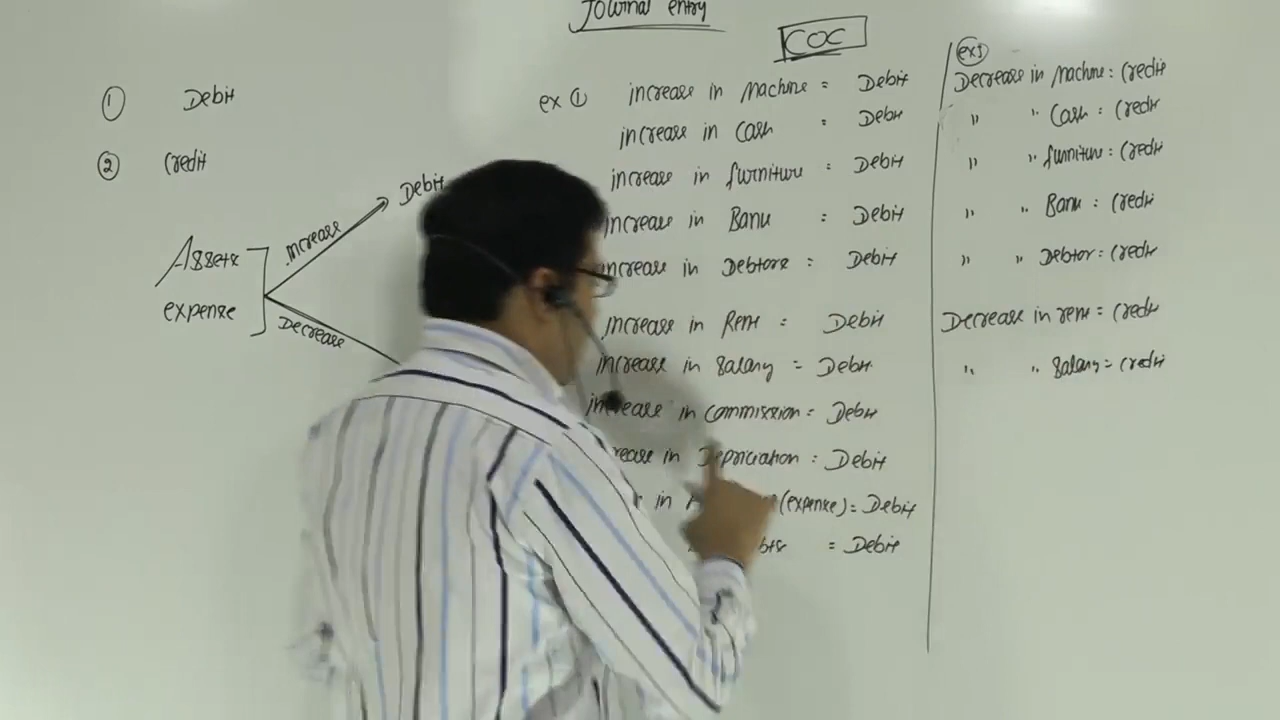 Journal entry
COC
① Debit
② Credit
Assets
expense
increase
Debit
Decrease
ex ① increase in Machine = Debit
increase in Cash : Debit
increase in furniture = Debit
increase in Bank : Debit
increase in Debtors : Debit
increase in Rent = Debit
increase in Salary = Debit
increase in Commission = Debit
in Depriciation : Debit
in (expense) = Debit
= Debit
ex1
Decrease in Machine : Credit
" " Cash : Credit
" " furniture : Credit
" " Bank : Credit
" " Debtor : Credit
Decrease in rent = Credit
" " Salary = Credit